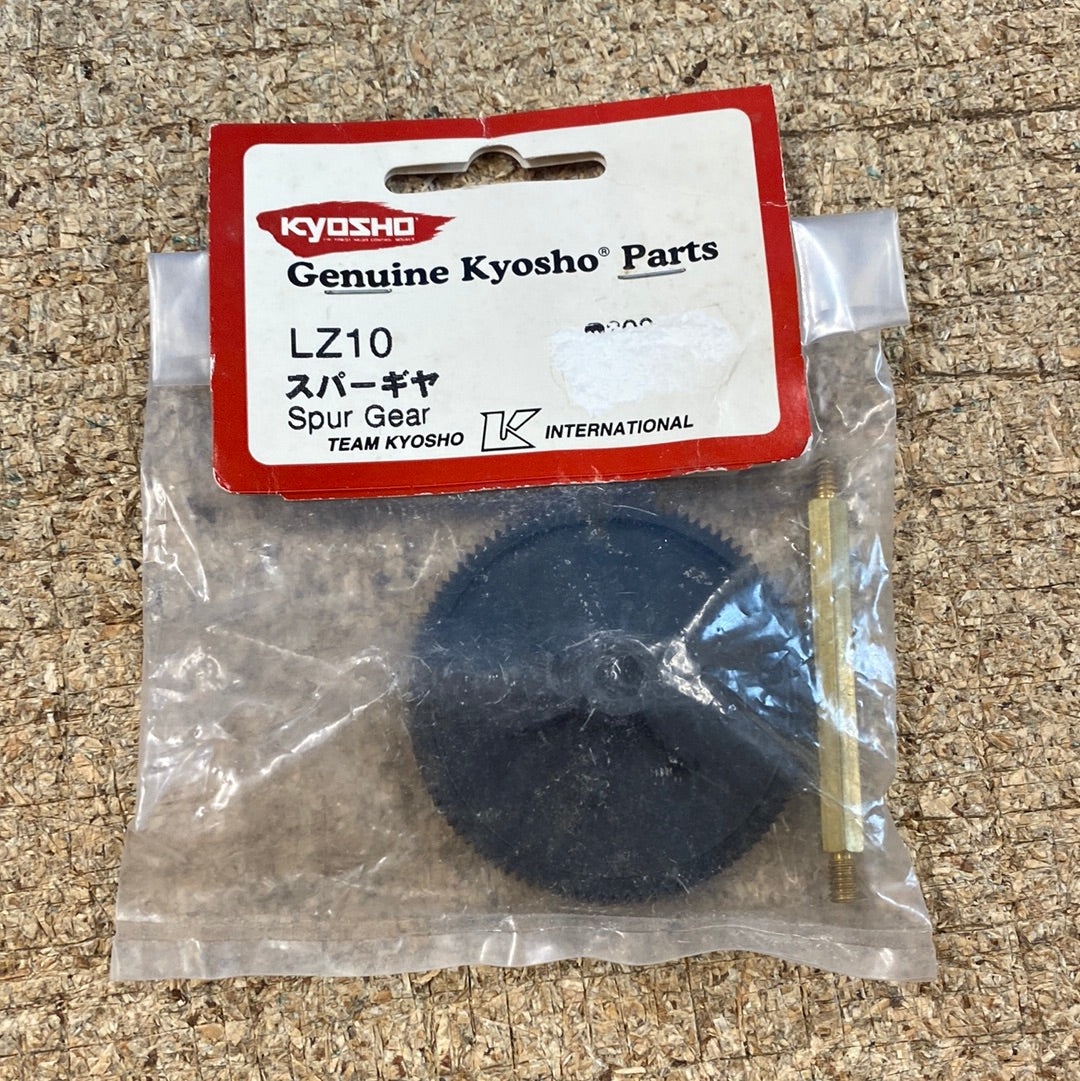 KYOSHO
Genuine Kyosho® Parts
LZ10
スパーギヤ
Spur Gear
TEAM KYOSHO K INTERNATIONAL